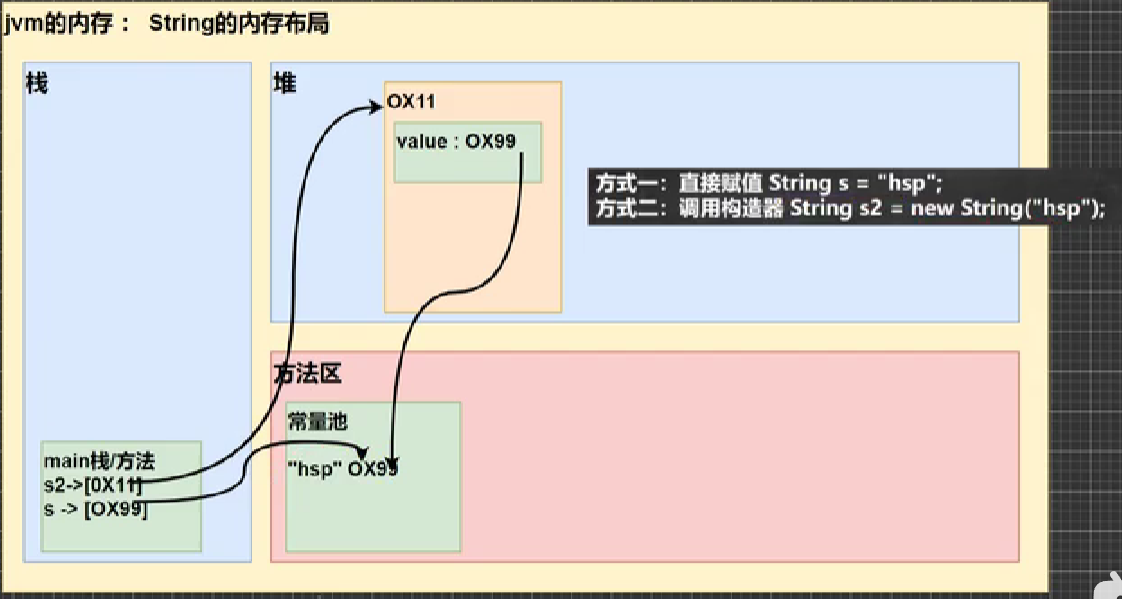 jvm的内存： String的内存布局
栈
main栈/方法
s2->[0X11]
s -> [OX99]
堆
OX11
value : OX99
方式一：直接赋值 String s = "hsp";
方式二：调用构造器 String s2 = new String("hsp");
方法区
常量池
"hsp" OX99